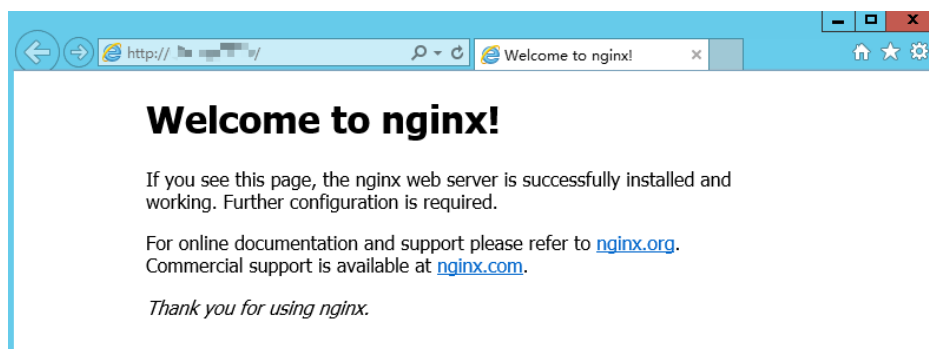 http://
Welcome to nginx!
Welcome to nginx!
If you see this page, the nginx web server is successfully installed and
working. Further configuration is required.
For online documentation and support please refer to nginx.org.
Commercial support is available at nginx.com.
Thank you for using nginx.